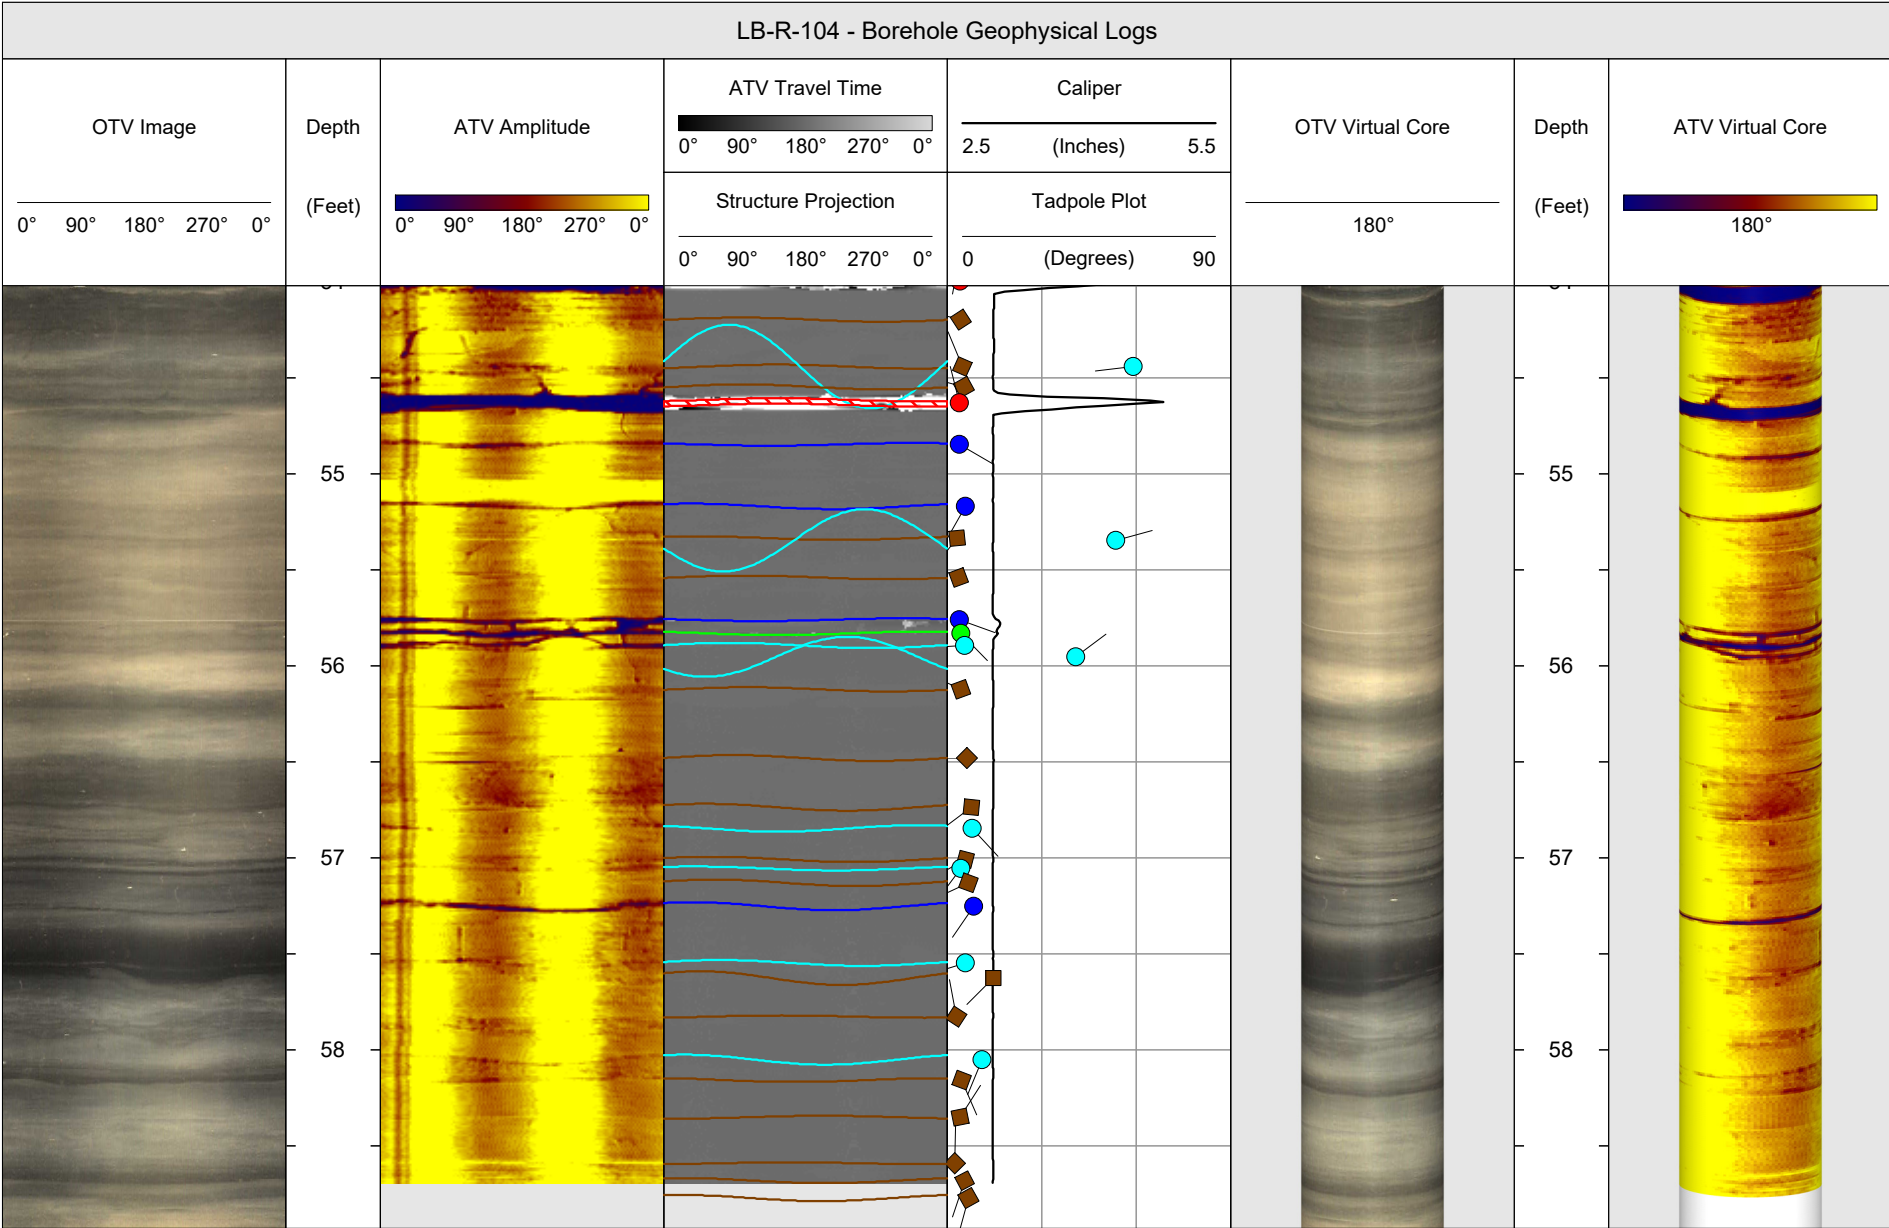 LB-R-104 - Borehole Geophysical Logs
OTV Image
0° 90° 180° 270° 0°
Depth
(Feet)
ATV Amplitude
0° 90° 180° 270° 0°
ATV Travel Time
0° 90° 180° 270° 0°
Structure Projection
0° 90° 180° 270° 0°
Caliper
2.5 (Inches) 5.5
Tadpole Plot
0 (Degrees) 90
OTV Virtual Core
180°
Depth
(Feet)
ATV Virtual Core
180°
55 55
56 56
57 57
58 58